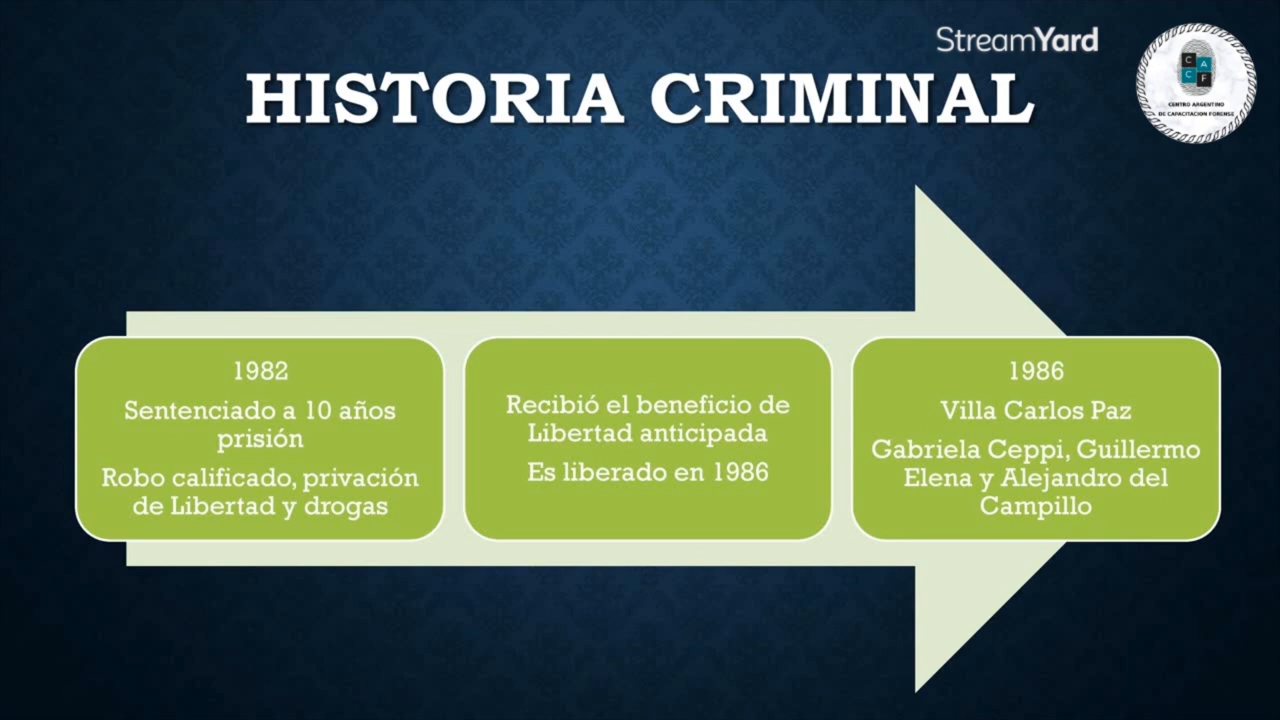 StreamYard
HISTORIA CRIMINAL
C
A
C
F
CENTRO ARGENTINO
DE CAPACITACION FORENSE
1982
Sentenciado a 10 años
prisión
Robo calificado, privación
de Libertad y drogas
Recibió el beneficio de
Libertad anticipada
Es liberado en 1986
1986
Villa Carlos Paz
Gabriela Ceppi, Guillermo
Elena y Alejandro del
Campillo